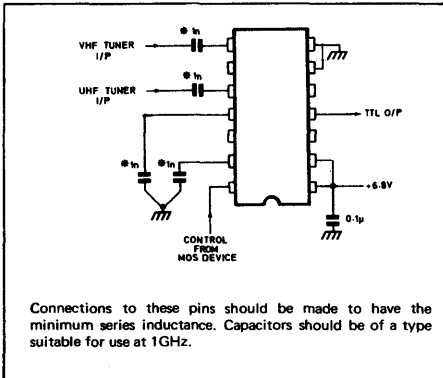 ✱ 1n
VHF TUNER
I/P
✱ 1n
UHF TUNER
I/P
TTL O/P
✱1n
✱1n
+6.8V
0.1μ
CONTROL
FROM
MOS DEVICE
Connections to these pins should be made to have the
minimum series inductance. Capacitors should be of a type
suitable for use at 1GHz.